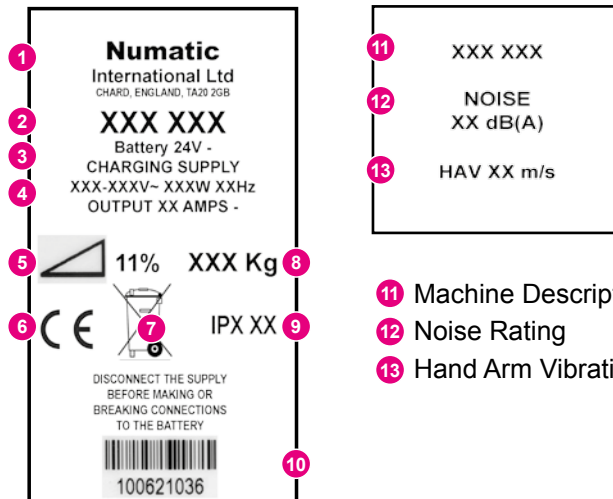 1
Numatic
International Ltd
CHARD, ENGLAND, TA20 2GB
2
XXX XXX
3
Battery 24V -
CHARGING SUPPLY
4
XXX-XXXV~ XXXW XXHz
OUTPUT XX AMPS -
5 11% XXX Kg 8
6 CE 7 IPX XX 9
DISCONNECT THE SUPPLY
BEFORE MAKING OR
BREAKING CONNECTIONS
TO THE BATTERY
10
100621036
11 XXX XXX
12 NOISE
XX dB(A)
13 HAV XX m/s
11 Machine Descrip
12 Noise Rating
13 Hand Arm Vibrati